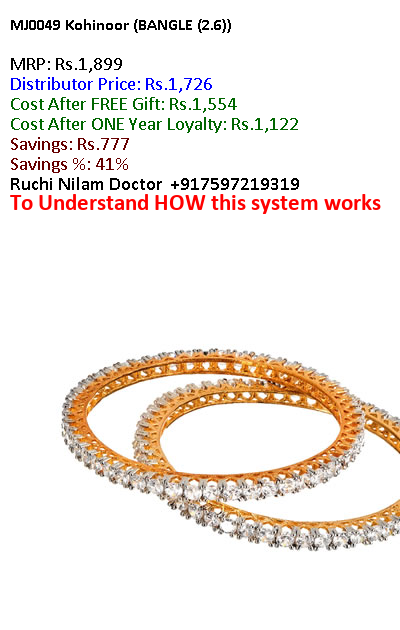 MJ0049 Kohinoor (BANGLE (2.6))
MRP: Rs.1,899
Distributor Price: Rs.1,726
Cost After FREE Gift: Rs.1,554
Cost After ONE Year Loyalty: Rs.1,122
Savings: Rs.777
Savings %: 41%
Ruchi Nilam Doctor +917597219319
To Understand HOW this system works